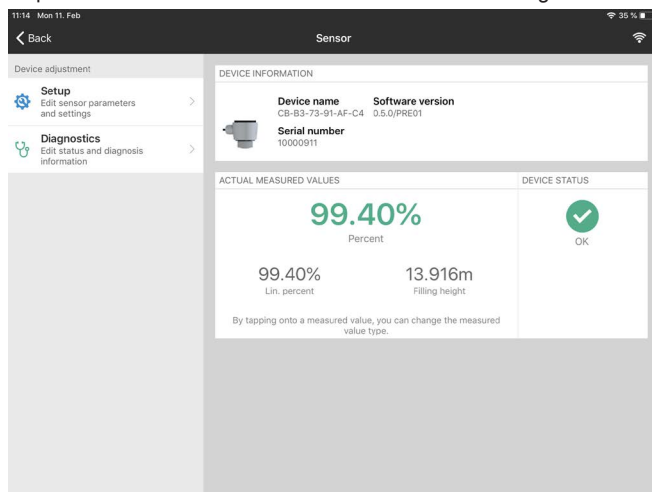 11:14 Mon 11. Feb
35 %
Back
Sensor
Device adjustment
Setup
Edit sensor parameters
and settings
Diagnostics
Edit status and diagnosis
information
DEVICE INFORMATION
Device name
CB-B3-73-91-AF-C4
Software version
0.5.0/PRE01
Serial number
10000911
ACTUAL MEASURED VALUES
99.40%
Percent
99.40%
Lin. percent
13.916m
Filling height
By tapping onto a measured value, you can change the measured
value type.
DEVICE STATUS
OK